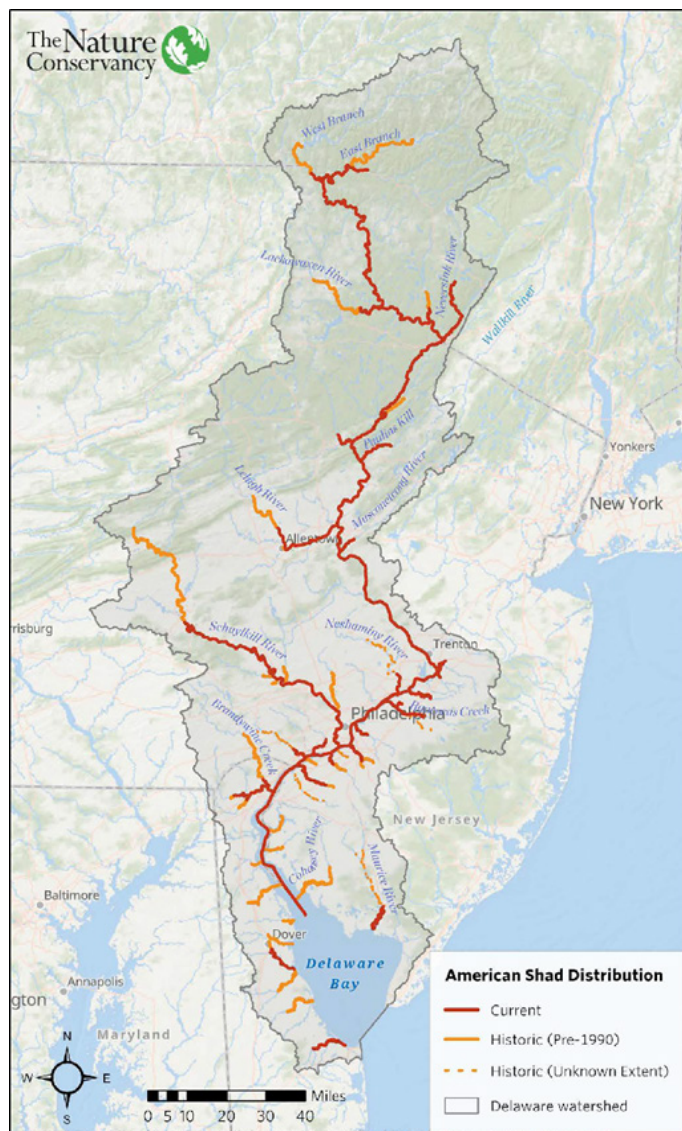 The Nature
Conservancy
West Branch
East Branch
Lackawaxen River
Neversink River
Wallkill River
Paulins Kill
Yonkers
Lehigh River
Musconetcong River
New York
Allentown
rrisburg
Schuylkill River
Neshaminy River
Trenton
Creek
Philadelphia
Brandywine Creek
NEW JERSEY
Cohansey River
Maurice River
Baltimore
Dover
American Shad Distribution
Delaware
Bay
Annapolis
Current
ngton
Historic (Pre-1990)
Maryland
N
W
E
S
Miles
0 5 10 20 30 40
Historic (Unknown Extent)
Delaware watershed